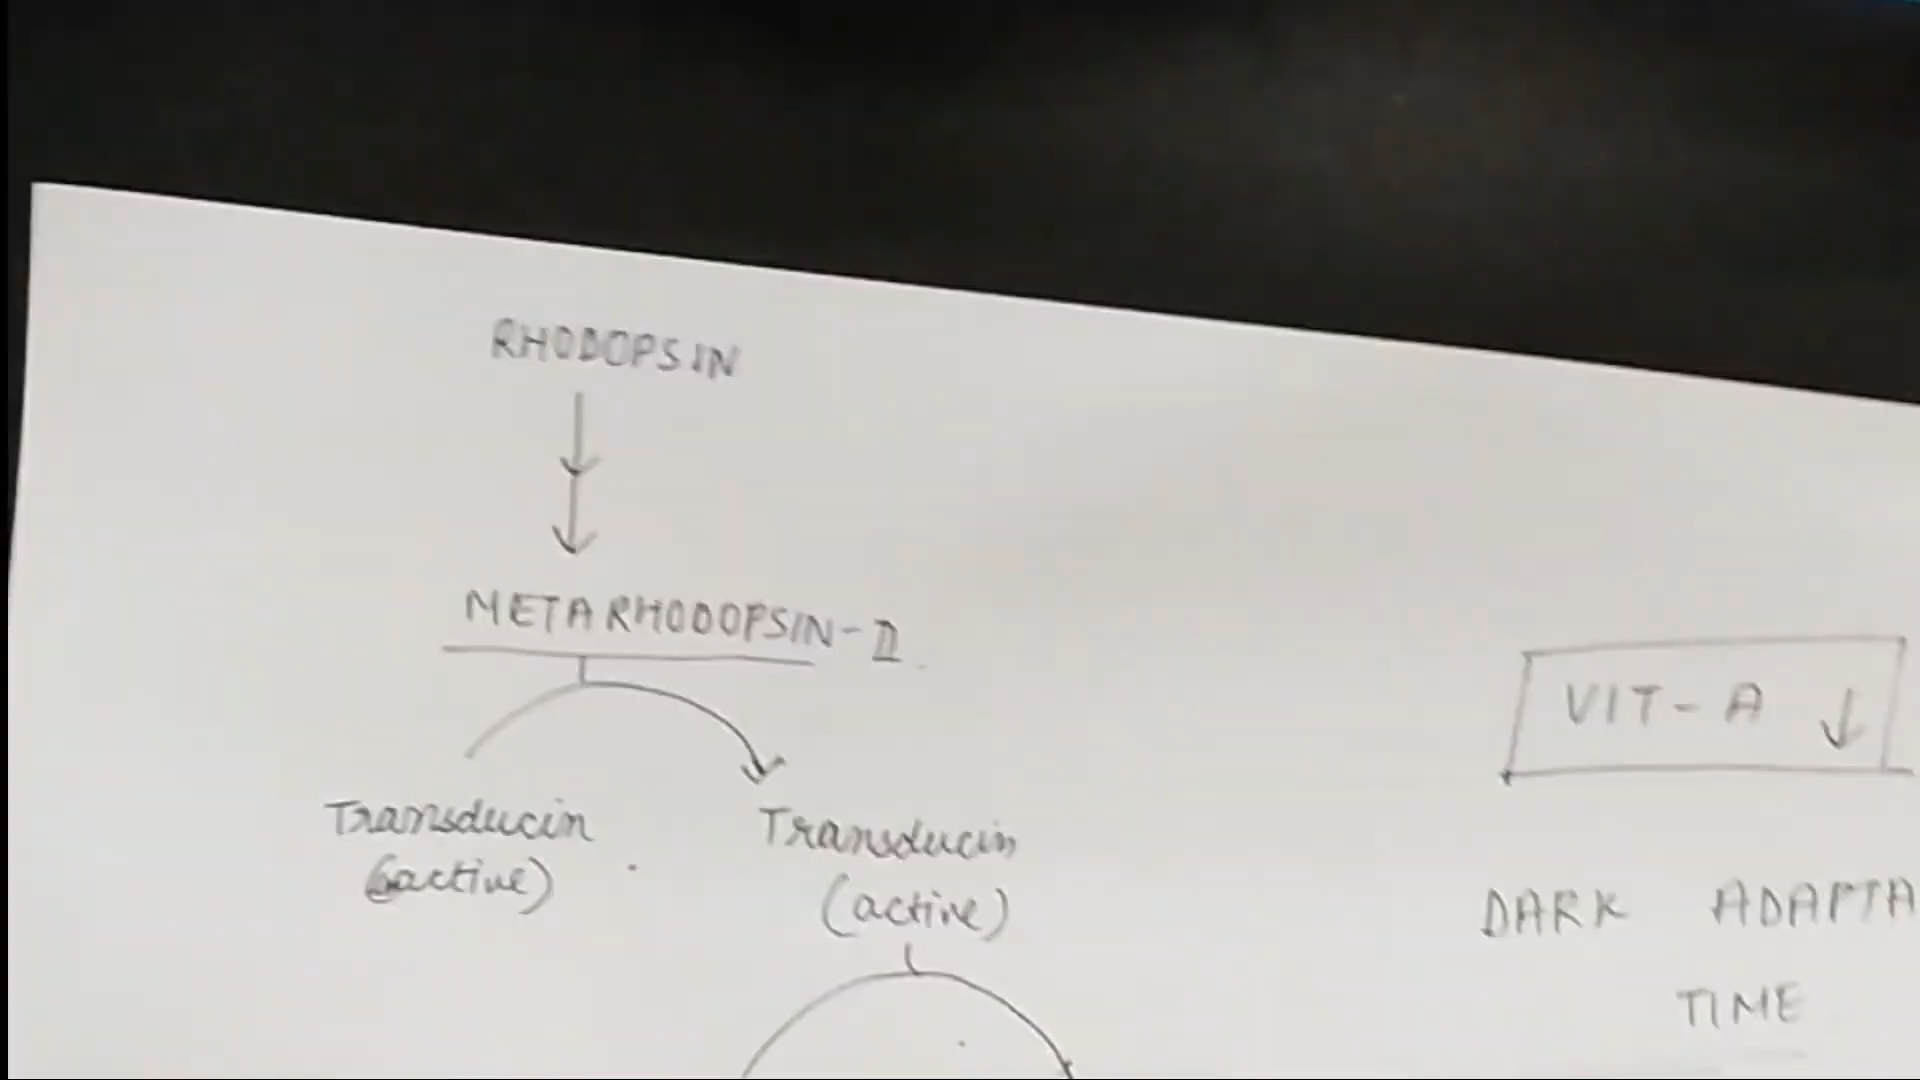 RHODOPSIN
METARHODOPSIN-II
Transducin
(active)
Transducin
(active)
VIT-A ↓
DARK ADAPTA
TIME